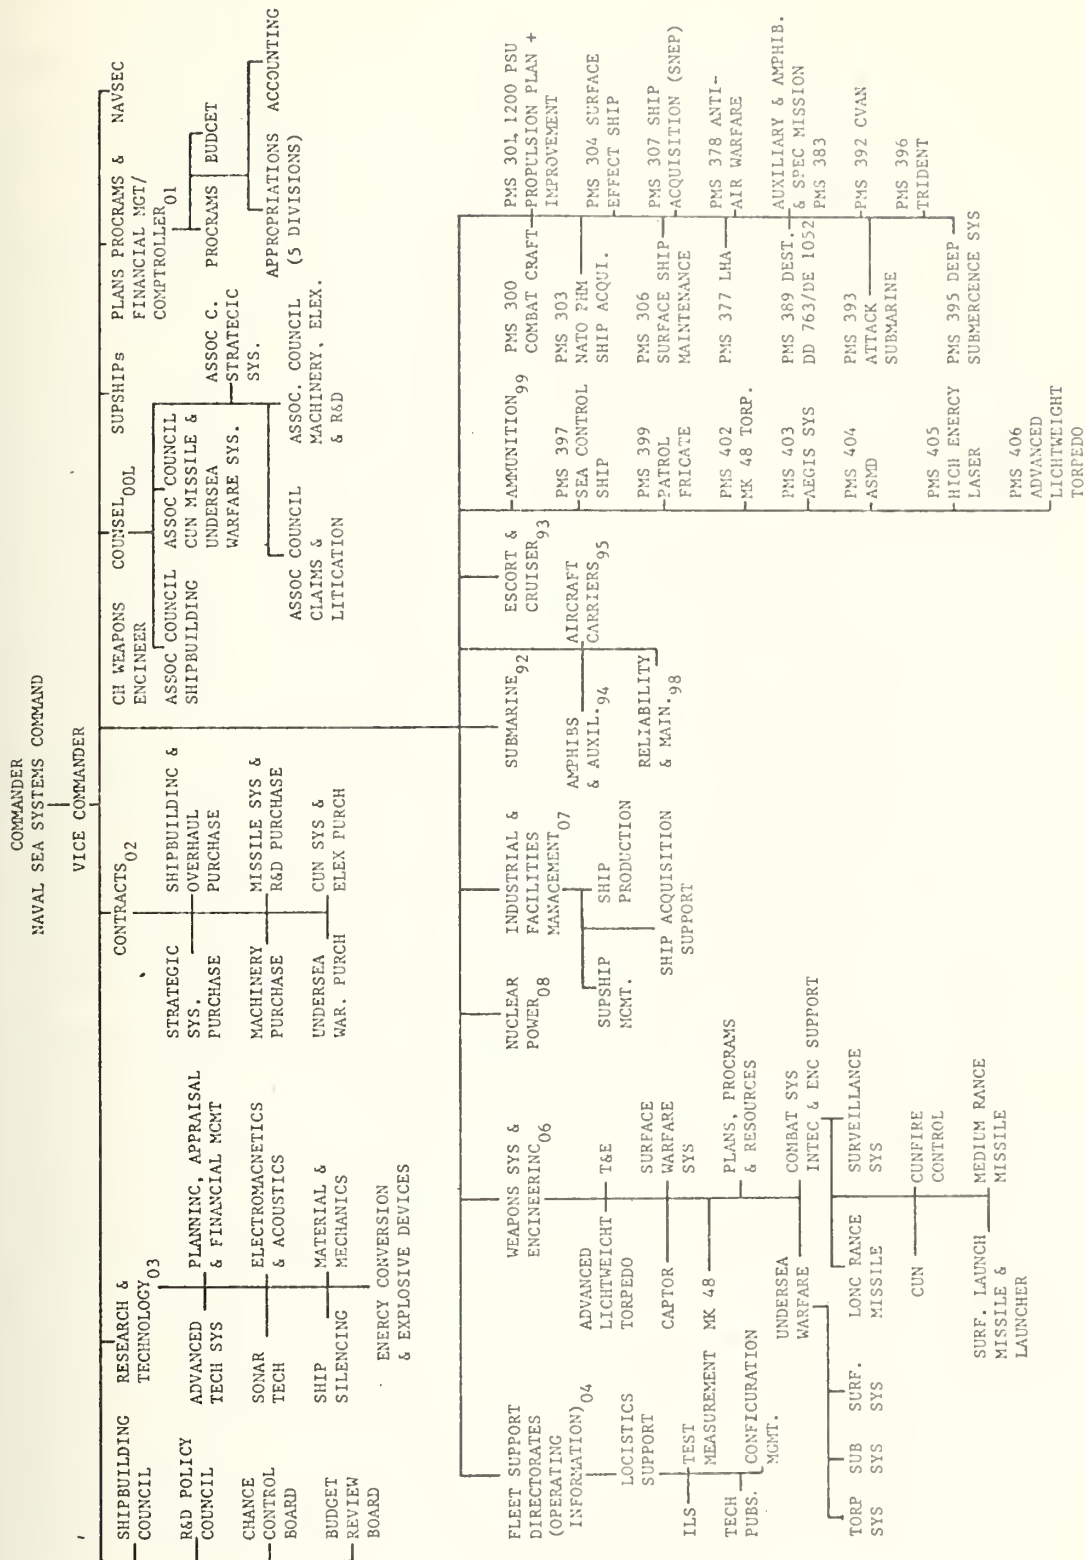 COMMANDER
NAVAL SEA SYSTEMS COMMAND
VICE COMMANDER
SHIPBUILDING
COUNCIL
R&D POLICY
COUNCIL
CHANCE
CONTROL
BOARD
BUDGET
REVIEW
BOARD
RESEARCH &
TECHNOLOGY03
ADVANCED
TECH SYS
PLANNINC, APPRAISAL
& FINANCIAL MCMT
SONAR
TECH
ELECTROMACNETICS
& ACOUSTICS
SHIP
SILENCING
MATERIAL &
MECHANICS
ENERGY CONVERSION
& EXPLOSIVE DEVICES
CONTRACTS02
STRATEGIC
SYS.
PURCHASE
SHIPBUILDINC &
OVERHAUL
PURCHASE
MACHINERY
PURCHASE
MISSILE SYS &
R&D PURCHASE
UNDERSEA
WAR. PURCH
CUN SYS &
ELEX PURCH
CH WEAPONS
ENCINEER
COUNSEL00L
ASSOC COUNCIL
SHIPBUILDING
ASSOC COUNCIL
CUN MISSILE &
UNDERSEA
WARFARE SYS.
ASSOC C.
STRATECIC
SYS.
ASSOC COUNCIL
CLAIMS &
LITICATION
ASSOC. COUNCIL
MACHINERY, ELEX.
& R&D
SUPSHIPs
PLANS PROGRAMS &
FINANCIAL MGT/
COMPTROLLER01
PROCRAMS
BUDCET
APPROPRIATIONS
(5 DIVISIONS)
ACCOUNTING
NAVSEC
FLEET SUPPORT
DIRECTORATES
(OPERATING
INFORMATION)04
LOCISTICS
SUPPORT
ILS
TEST
MEASUREMENT
TECH
PUBS.
CONFICURATION
MGMT.
WEAPONS SYS &
ENCINEERINC06
ADVANCED
LICHTWEICHT
TORPEDO
T&E
CAPTOR
SURFACE
WARFARE
SYS
MK 48
PLANS, PROCRAMS
& RESOURCES
UNDERSEA
WARFARE
COMBAT SYS
INTEC & ENC SUPPORT
TORP
SYS
SUB
SYS
SURF.
SYS
LONC RANCE
MISSILE
SURVEILLANCE
SYS
CUN
CUNFIRE
CONTROL
SURF. LAUNCH
MISSILE &
LAUNCHER
MEDIUM RANCE
MISSILE
NUCLEAR
POWER08
INDUSTRIAL &
FACILITIES
MANACEMENT07
SUPSHIP
MCMT.
SHIP
PRODUCTION
SHIP ACQUISITION
SUPPORT
SUBMARINE92
ESCORT &
CRUISER93
AMPHIBS
& AUXIL.94
AIRCRAFT
CARRIERS95
RELIABILITY
& MAIN.98
AMMUNITION99
PMS 397
SEA CONTROL
SHIP
PMS 399
PATROL
FRICATE
PMS 402
MK 48 TORP.
PMS 403
AEGIS SYS
PMS 404
ASMD
PMS 405
HICH ENERCY
LASER
PMS 406
ADVANCED
LICHTWEIGHT
TORPEDO
PMS 300
COMBAT CRAFT
PMS 301, 1200 PSU
PROPULSION PLAN +
IMPROVEMENT
PMS 303
NATO PHM
SHIP ACQUI.
PMS 304 SURFACE
EFFECT SHIP
PMS 306
SURFACE SHIP
MAINTENANCE
PMS 307 SHIP
ACQUISITION (SNEP)
PMS 377 LHA
PMS 378 ANTI-
AIR WARFARE
PMS 389 DEST.
DD 763/DE 1052
AUXILIARY & AMPHIB.
& SPEC MISSION
PMS 383
PMS 393
ATTACK
SUBMARINE
PMS 392 CVAN
PMS 395 DEEP
SUBMERCENCE SYS
PMS 396
TRIDENT